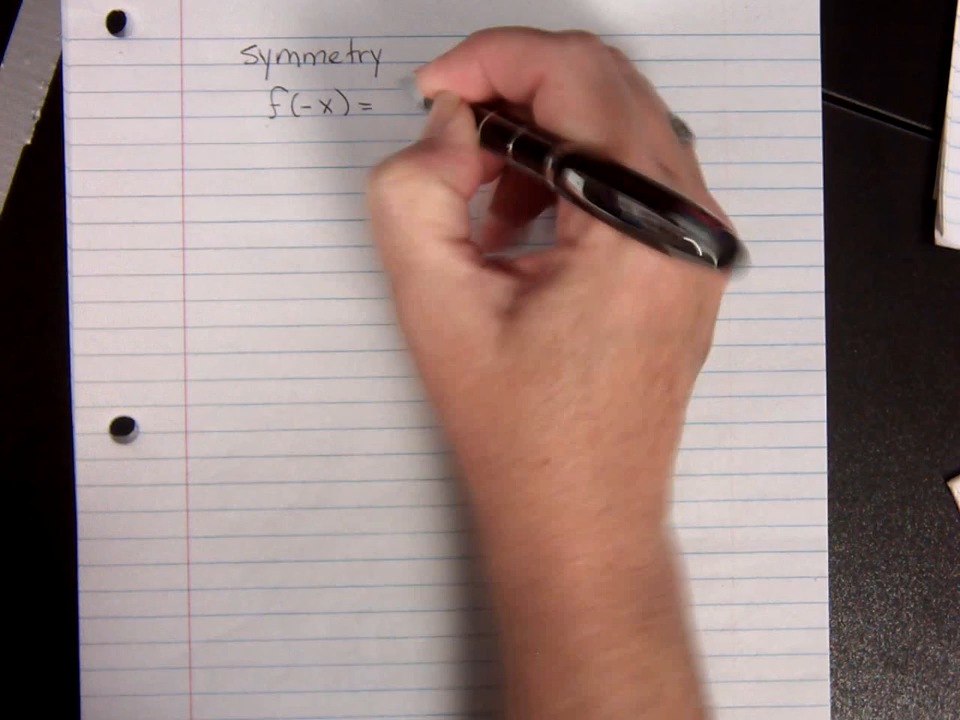 symmetry
f(-x) =